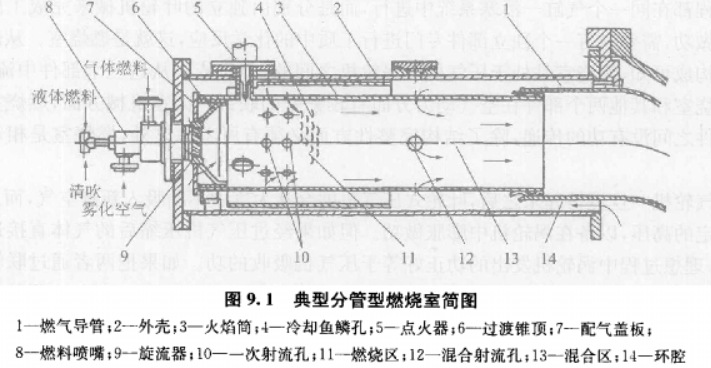 8 7 6 5 4 3 2 1
气体燃料
液体燃料
清吹
雾化空气
9 10 11 12 13 14
图 9.1 典型分管型燃烧室简图
1—燃气导管;2—外壳;3—火焰筒;4—冷却鱼鳞孔;5—点火器;6—过渡锥顶;7—配气盖板;
8—燃料喷嘴;9—旋流器;10—一次射流孔;11—燃烧区;12—混合射流孔;13—混合区;14—环腔